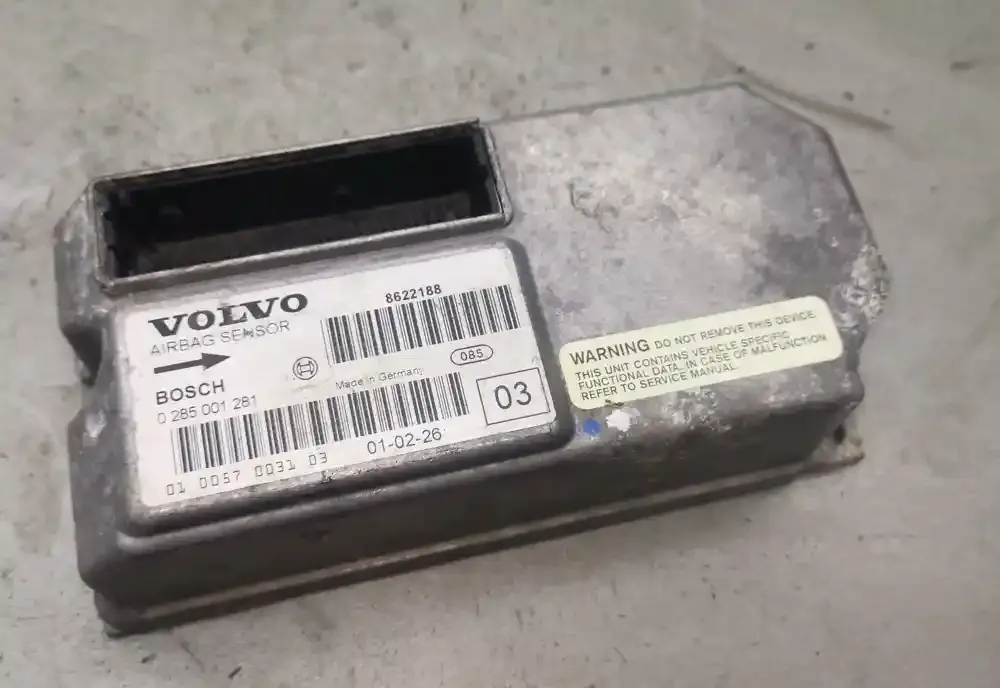 VOLVO
AIRBAG SENSOR
8622188
BOSCH
0 285 001 281
Made in Germany
085
03
01-02-26
01 0057 0031 03
WARNING DO NOT REMOVE THIS DEVICE.
THIS UNIT CONTAINS VEHICLE SPECIFIC
FUNCTIONAL DATA. IN CASE OF MALFUNCTION
REFER TO SERVICE MANUAL.